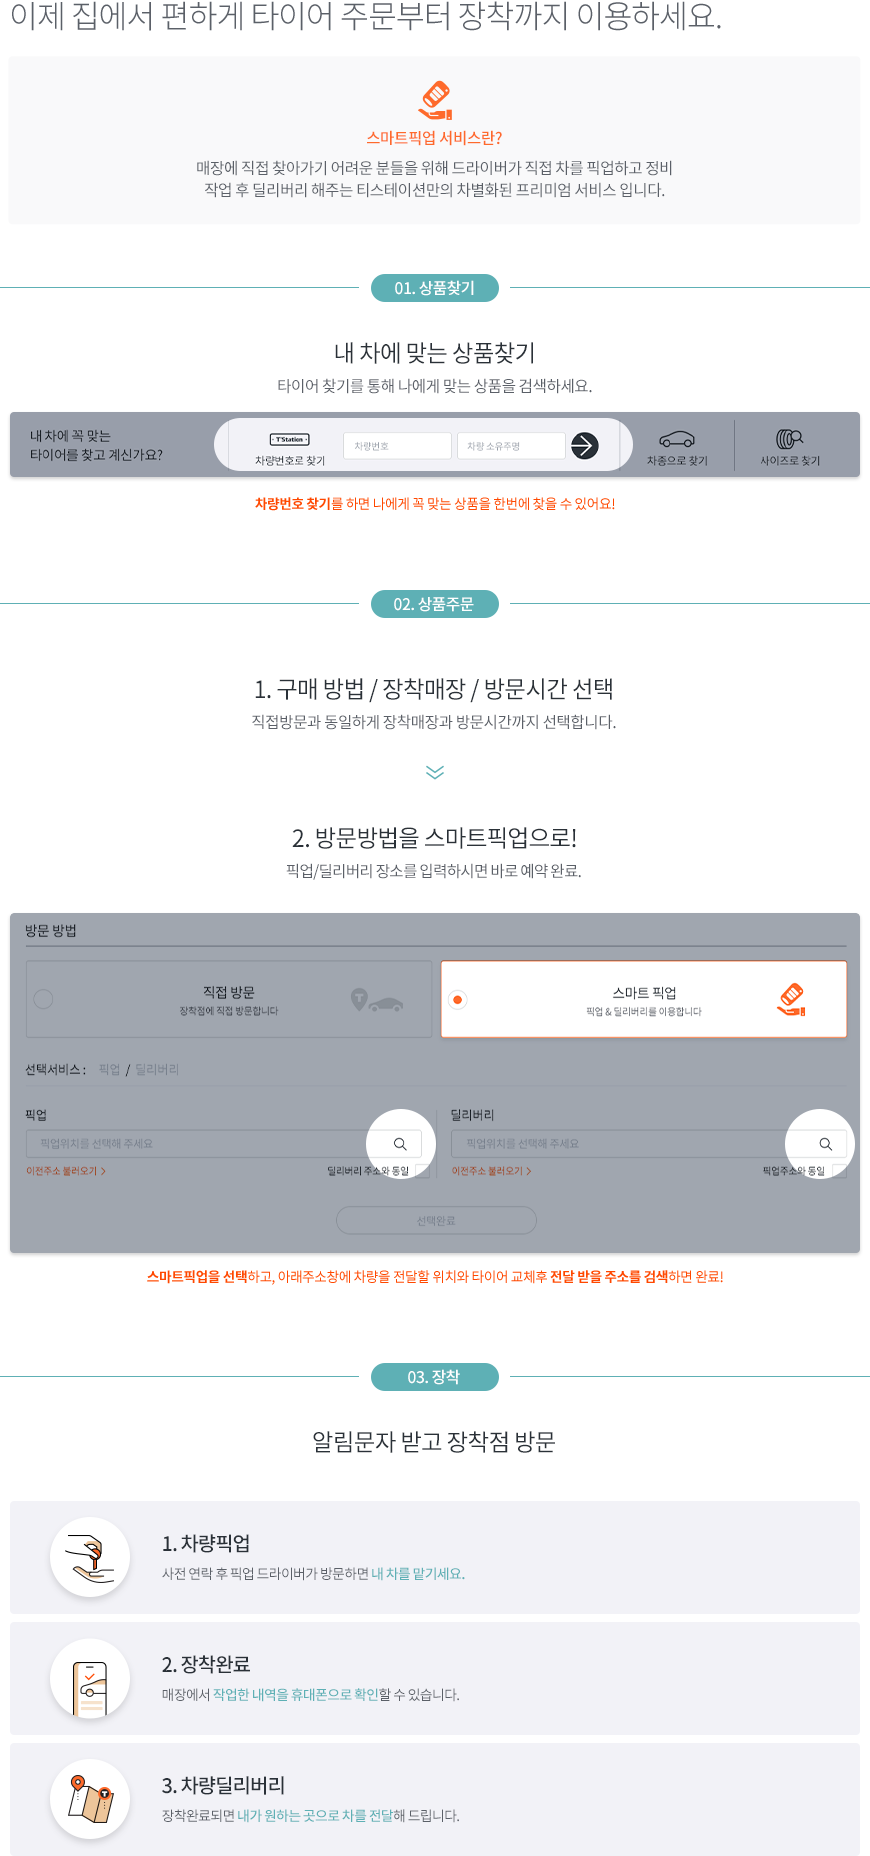 이제 집에서 편하게 타이어 주문부터 장착까지 이용하세요.
스마트픽업 서비스란?
매장에 직접 찾아가기 어려운 분들을 위해 드라이버가 직접 차를 픽업하고 정비
작업 후 딜리버리 해주는 티스테이션만의 차별화된 프리미엄 서비스 입니다.
01. 상품찾기
내 차에 맞는 상품찾기
타이어 찾기를 통해 나에게 맞는 상품을 검색하세요.
내 차에 꼭 맞는
타이어를 찾고 계신가요?
T'Station
차량번호로 찾기
차량번호
차량 소유주명
차종으로 찾기
사이즈로 찾기
차량번호 찾기를 하면 나에게 꼭 맞는 상품을 한번에 찾을 수 있어요!
02. 상품주문
1. 구매 방법 / 장착매장 / 방문시간 선택
직접방문과 동일하게 장착매장과 방문시간까지 선택합니다.
2. 방문방법을 스마트픽업으로!
픽업/딜리버리 장소를 입력하시면 바로 예약 완료.
방문 방법
직접 방문
장착점에 직접 방문합니다
스마트 픽업
픽업 & 딜리버리를 이용합니다
선택서비스 : 픽업 / 딜리버리
픽업
픽업위치를 선택해 주세요
이전주소 불러오기 >
딜리버리 주소와 동일
딜리버리
픽업위치를 선택해 주세요
이전주소 불러오기 >
픽업주소와 동일
선택완료
스마트픽업을 선택하고, 아래주소창에 차량을 전달할 위치와 타이어 교체후 전달 받을 주소를 검색하면 완료!
03. 장착
알림문자 받고 장착점 방문
1. 차량픽업
사전 연락 후 픽업 드라이버가 방문하면 내 차를 맡기세요.
2. 장착완료
매장에서 작업한 내역을 휴대폰으로 확인할 수 있습니다.
3. 차량딜리버리
장착완료되면 내가 원하는 곳으로 차를 전달해 드립니다.